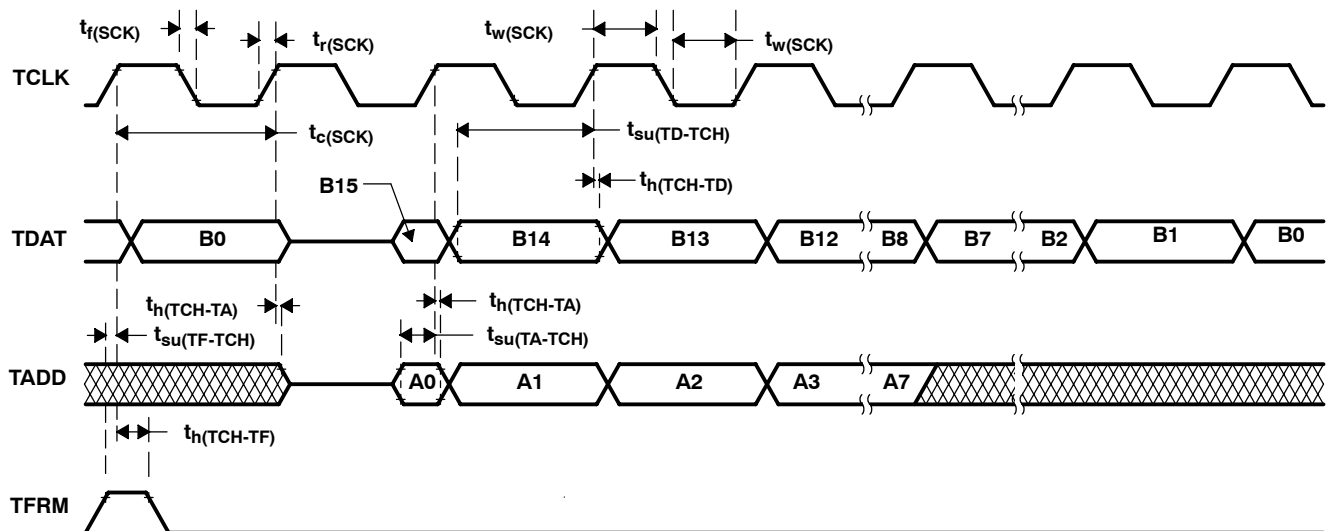 tf(SCK)
tr(SCK)
tw(SCK)
tw(SCK)
TCLK
tc(SCK)
tsu(TD-TCH)
th(TCH-TD)
B15
TDAT
B0
B14
B13
B12
B8
B7
B2
B1
B0
th(TCH-TA)
th(TCH-TA)
tsu(TF-TCH)
tsu(TA-TCH)
TADD
A0
A1
A2
A3
A7
th(TCH-TF)
TFRM